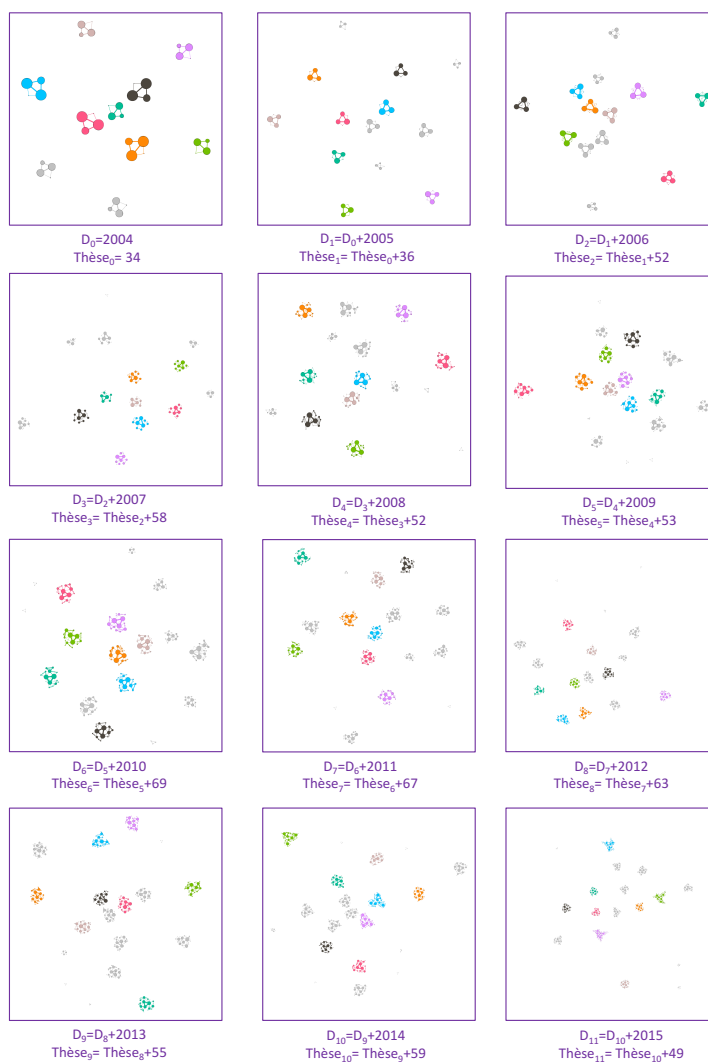 D₀=2004
Thèse₀= 34
D₁=D₀+2005
Thèse₁= Thèse₀+36
D₂=D₁+2006
Thèse₂= Thèse₁+52
D₃=D₂+2007
Thèse₃= Thèse₂+58
D₄=D₃+2008
Thèse₄= Thèse₃+52
D₅=D₄+2009
Thèse₅= Thèse₄+53
D₆=D₅+2010
Thèse₆= Thèse₅+69
D₇=D₆+2011
Thèse₇= Thèse₆+67
D₈=D₇+2012
Thèse₈= Thèse₇+63
D₉=D₈+2013
Thèse₉= Thèse₈+55
D₁₀=D₉+2014
Thèse₁₀= Thèse₉+59
D₁₁=D₁₀+2015
Thèse₁₁= Thèse₁₀+49